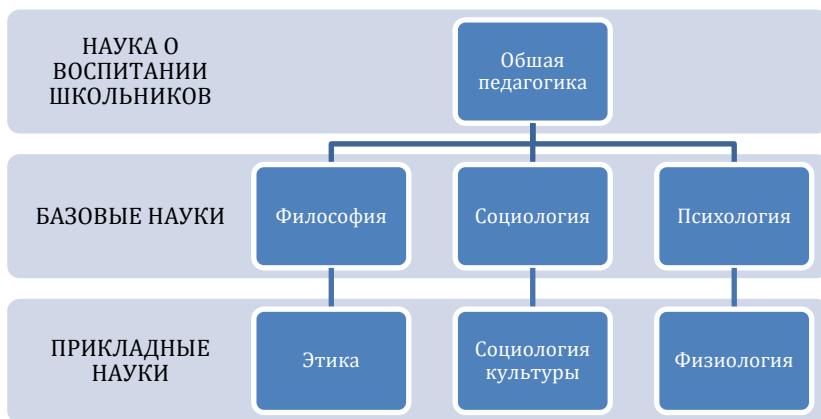 НАУКА О
ВОСПИТАНИИ
ШКОЛЬНИКОВ
Обшая
педагогика
БАЗОВЫЕ НАУКИ
Философия
Социология
Психология
ПРИКЛАДНЫЕ
НАУКИ
Этика
Социология
культуры
Физиология